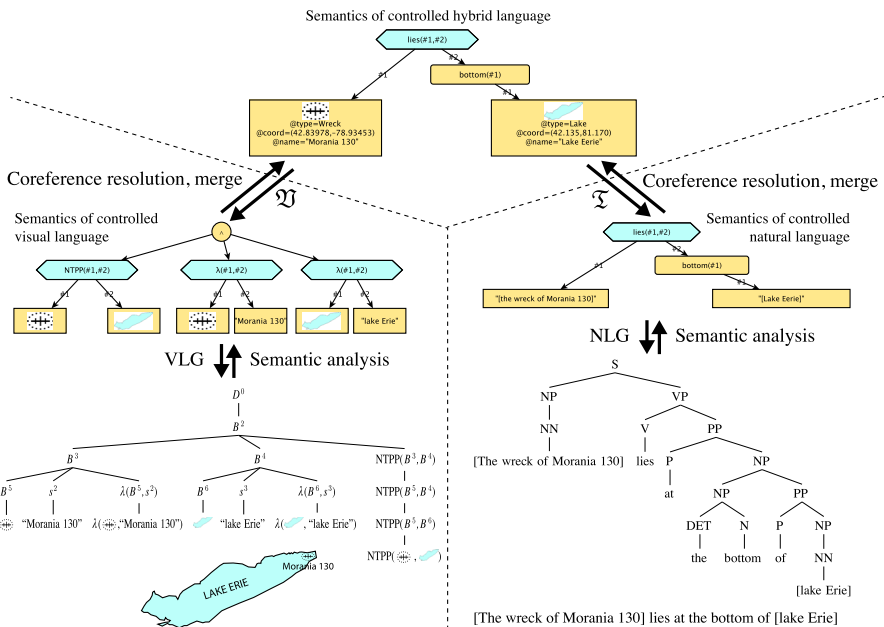 Semantics of controlled hybrid language
lies(#1,#2)
#1
#2
bottom(#1)
#1
@type=Wreck
@coord=(42.83978,-78.93453)
@name="Morania 130"
@type=Lake
@coord=(42.135,81.170)
@name="Lake Eerie"
Coreference resolution, merge
𝔙
𝔗
Coreference resolution, merge
Semantics of controlled
visual language
∧
NTPP(#1,#2)
λ(#1,#2)
λ(#1,#2)
#1
#2
#1
#2
#1
#2
"Morania 130"
"lake Erie"
Semantics of controlled
natural language
lies(#1,#2)
#1
#2
bottom(#1)
#1
"[the wreck of Morania 130]"
"[Lake Eerie]"
VLG
Semantic analysis
NLG
Semantic analysis
D⁰
B²
B³
B⁴
NTPP(B³,B⁴)
B⁵
s²
λ(B⁵,s²)
B⁶
s³
λ(B⁶,s³)
NTPP(B⁵,B⁴)
“Morania 130”
λ( ,“Morania 130”)
“lake Erie”
λ( , “lake Erie”)
NTPP(B⁵,B⁶)
NTPP( , )
LAKE ERIE
Morania 130
S
NP
VP
NN
V
PP
[The wreck of Morania 130]
lies
P
NP
at
NP
PP
DET
N
P
NP
the
bottom
of
NN
[lake Erie]
[The wreck of Morania 130] lies at the bottom of [lake Erie]